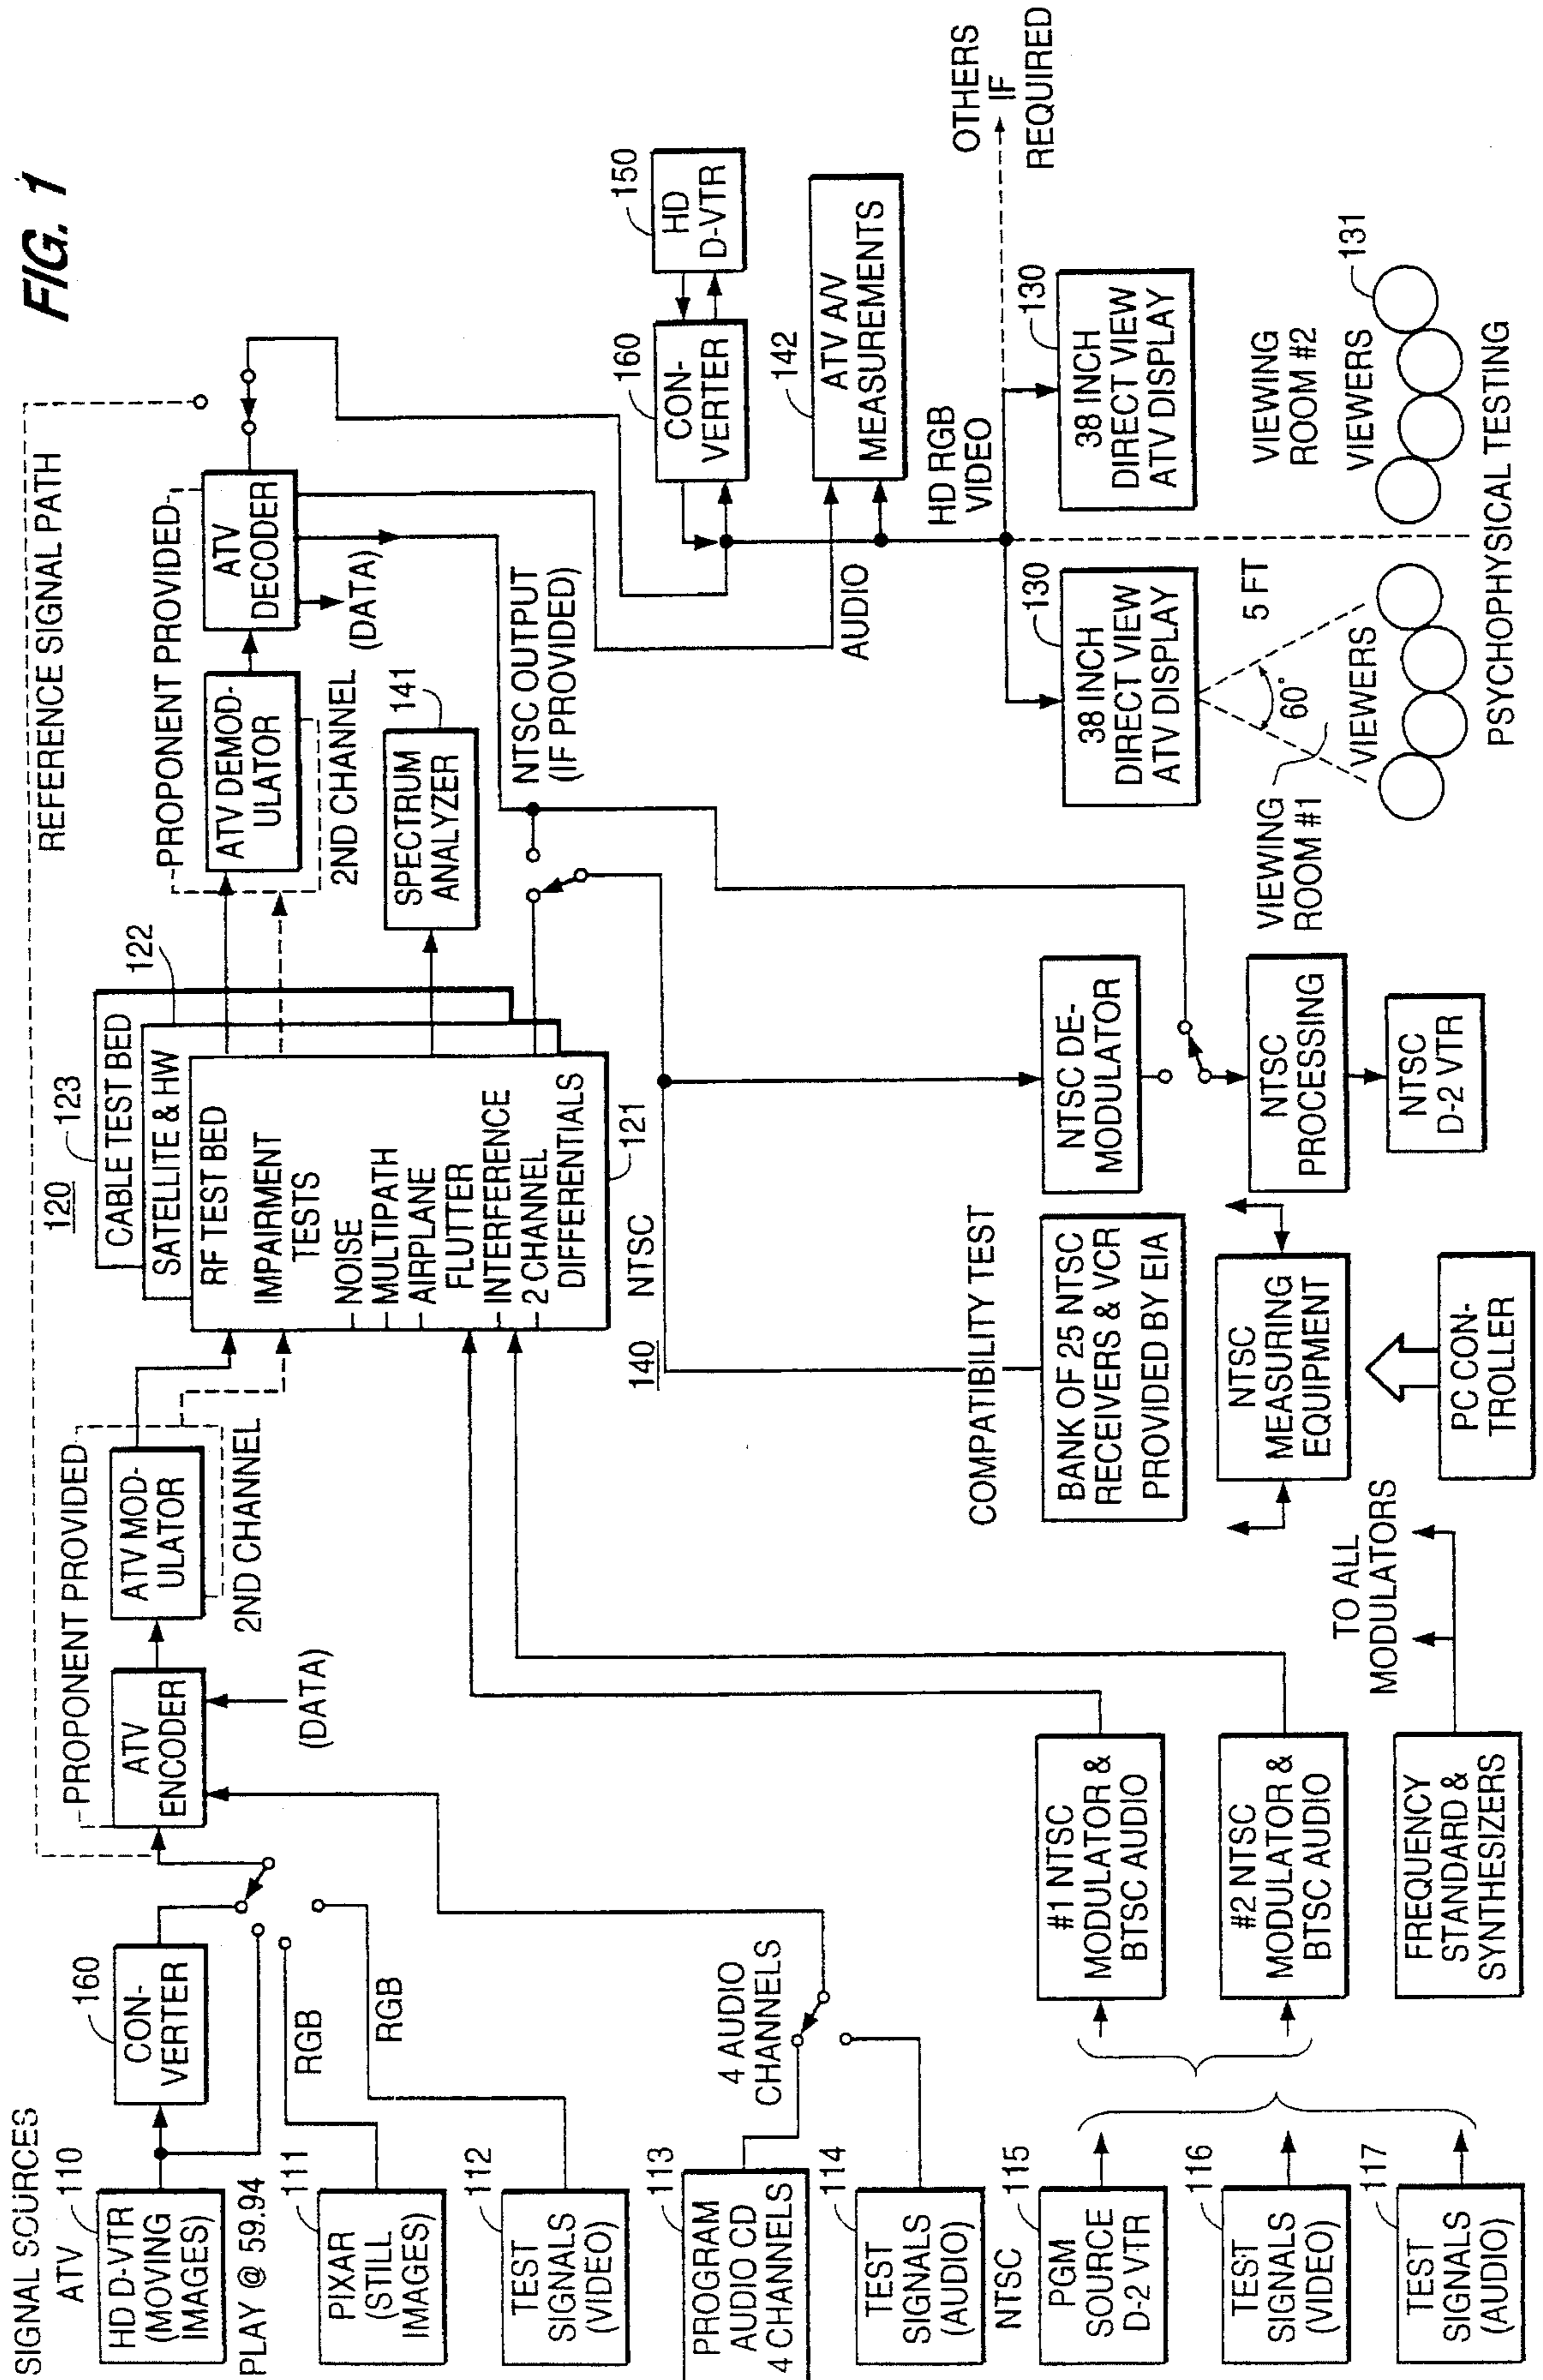 FIG. 1
SIGNAL SOURCES
ATV
110
HD D-VTR
(MOVING
IMAGES)
PLAY @ 59.94
160
CON-
VERTER
111
PIXAR
(STILL
IMAGES)
RGB
112
TEST
SIGNALS
(VIDEO)
RGB
113
PROGRAM
AUDIO CD
4 CHANNELS
4 AUDIO
CHANNELS
114
TEST
SIGNALS
(AUDIO)
NTSC
115
PGM
SOURCE
D-2 VTR
116
TEST
SIGNALS
(VIDEO)
117
TEST
SIGNALS
(AUDIO)
REFERENCE SIGNAL PATH
PROPONENT PROVIDED
ATV
ENCODER
(DATA)
ATV MOD-
ULATOR
2ND CHANNEL
#1 NTSC
MODULATOR &
BTSC AUDIO
#2 NTSC
MODULATOR &
BTSC AUDIO
FREQUENCY
STANDARD &
SYNTHESIZERS
TO ALL
MODULATORS
120
123
CABLE TEST BED
122
SATELLITE & HW
RF TEST BED
IMPAIRMENT
TESTS
NOISE
MULTIPATH
AIRPLANE
FLUTTER
INTERFERENCE
2 CHANNEL
DIFFERENTIALS
121
NTSC
140
COMPATIBILITY TEST
BANK OF 25 NTSC
RECEIVERS & VCR
PROVIDED BY EIA
NTSC
MEASURING
EQUIPMENT
PC CON-
TROLLER
NTSC DE-
MODULATOR
NTSC
PROCESSING
NTSC
D-2 VTR
PROPONENT PROVIDED
ATV DEMOD-
ULATOR
2ND CHANNEL
ATV
DECODER
(DATA)
141
SPECTRUM
ANALYZER
NTSC OUTPUT
(IF PROVIDED)
160
CON-
VERTER
150
HD
D-VTR
142
ATV A/V
MEASUREMENTS
AUDIO
HD RGB
VIDEO
OTHERS
IF
REQUIRED
130
38 INCH
DIRECT VIEW
ATV DISPLAY
5 FT
60°
VIEWING
ROOM #1
VIEWERS
130
38 INCH
DIRECT VIEW
ATV DISPLAY
VIEWING
ROOM #2
VIEWERS
131
PSYCHOPHYSICAL TESTING